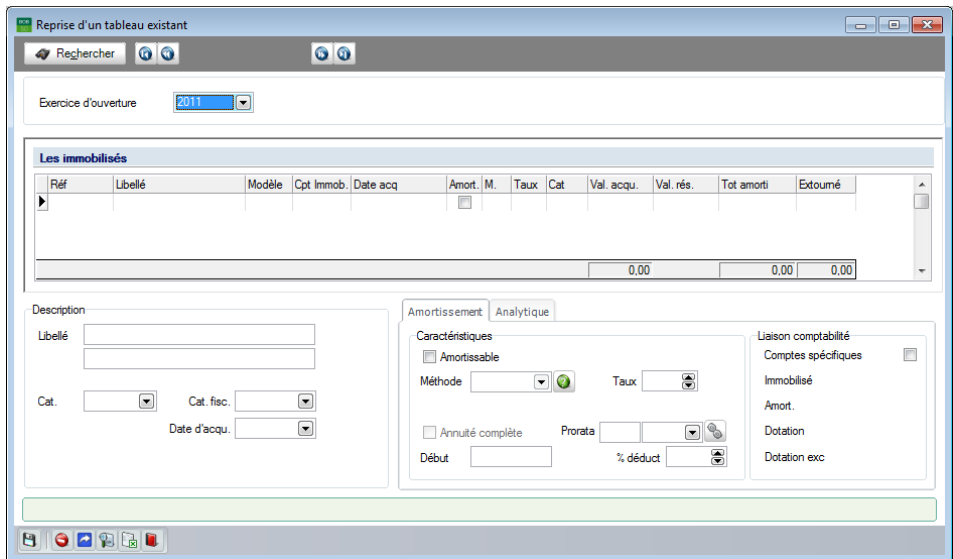 Reprise d'un tableau existant
Rechercher
Exercice d'ouverture 2011
Les immobilisés
Réf Libellé Modèle Cpt Immob. Date acq Amort. M. Taux Cat Val. acqu. Val. rés. Tot amorti Extourné
0,00 0,00 0,00
Description
Libellé
Cat. Cat. fisc.
Date d'acqu.
Amortissement Analytique
Caractéristiques
Amortissable
Méthode Taux
Annuité complète Prorata
Début % déduct
Liaison comptabilité
Comptes spécifiques
Immobilisé
Amort.
Dotation
Dotation exc